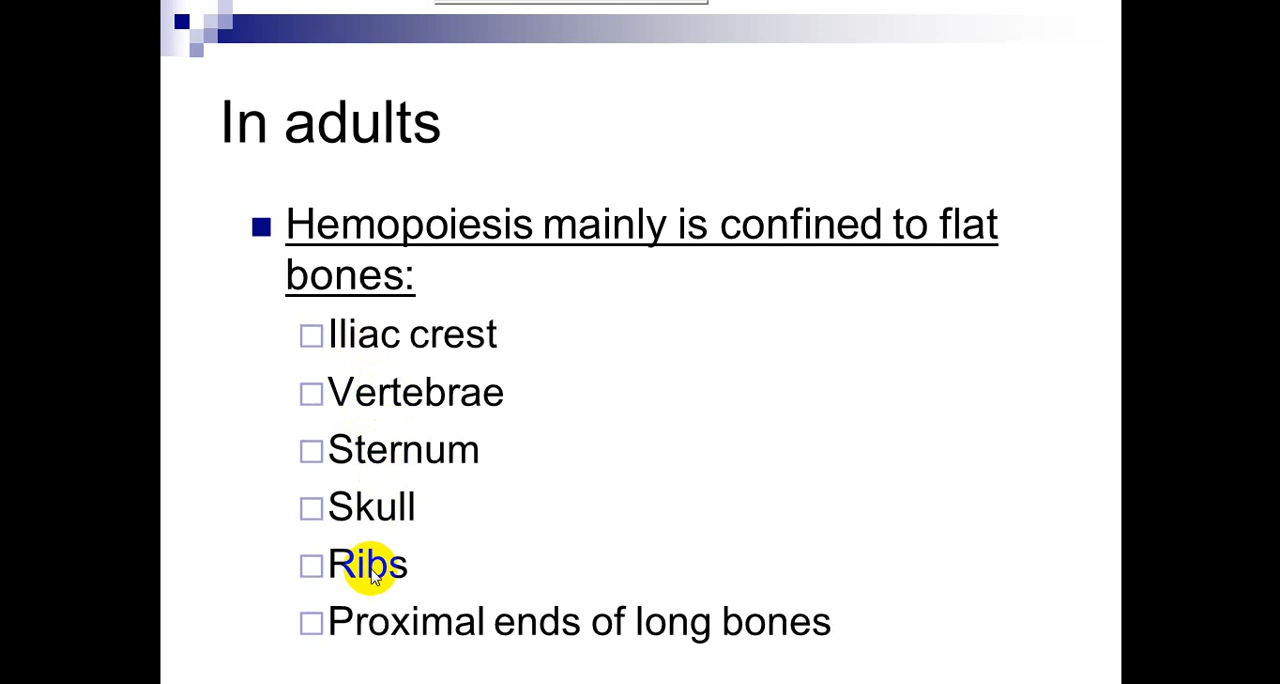 In adults
Hemopoiesis mainly is confined to flat
bones:
Iliac crest
Vertebrae
Sternum
Skull
Ribs
Proximal ends of long bones